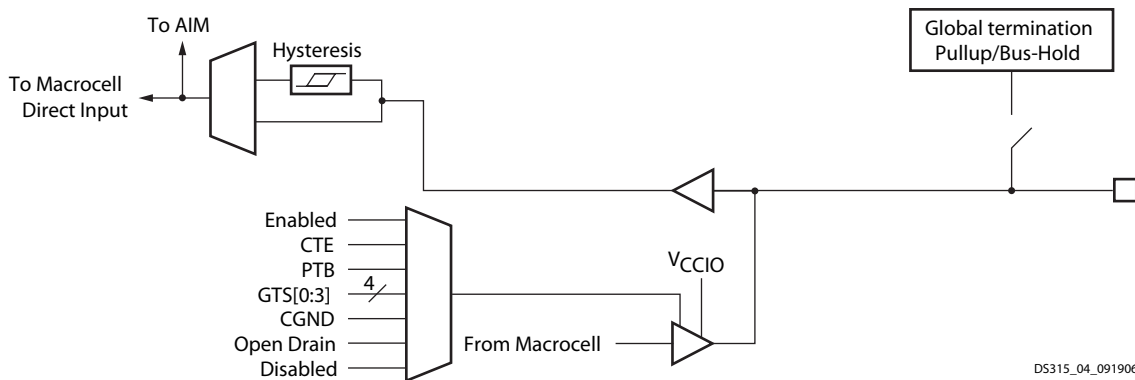 To AIM
Hysteresis
To Macrocell
Direct Input
Global termination
Pullup/Bus-Hold
Enabled
CTE
PTB
4
GTS[0:3]
CGND
Open Drain
Disabled
VCCIO
From Macrocell
DS315_04_091906